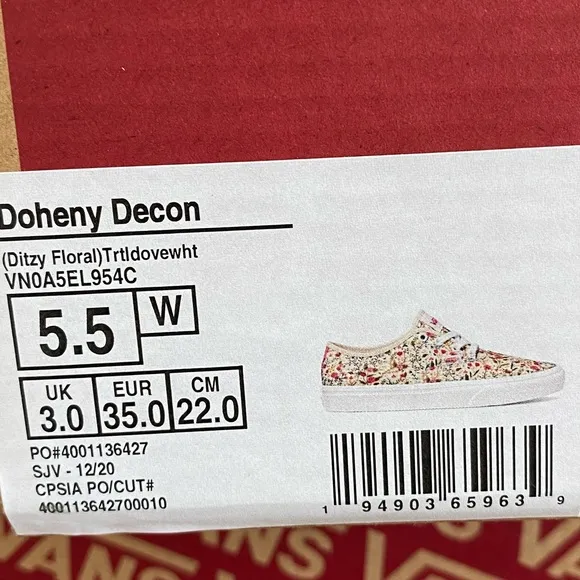 Doheny Decon
(Ditzy Floral)Trtldovewht
VN0A5EL954C
5.5 W
UK EUR CM
3.0 35.0 22.0
PO#4001136427
SJV - 12/20
CPSIA PO/CUT#
400113642700010
1 94903 65963 9
VANS